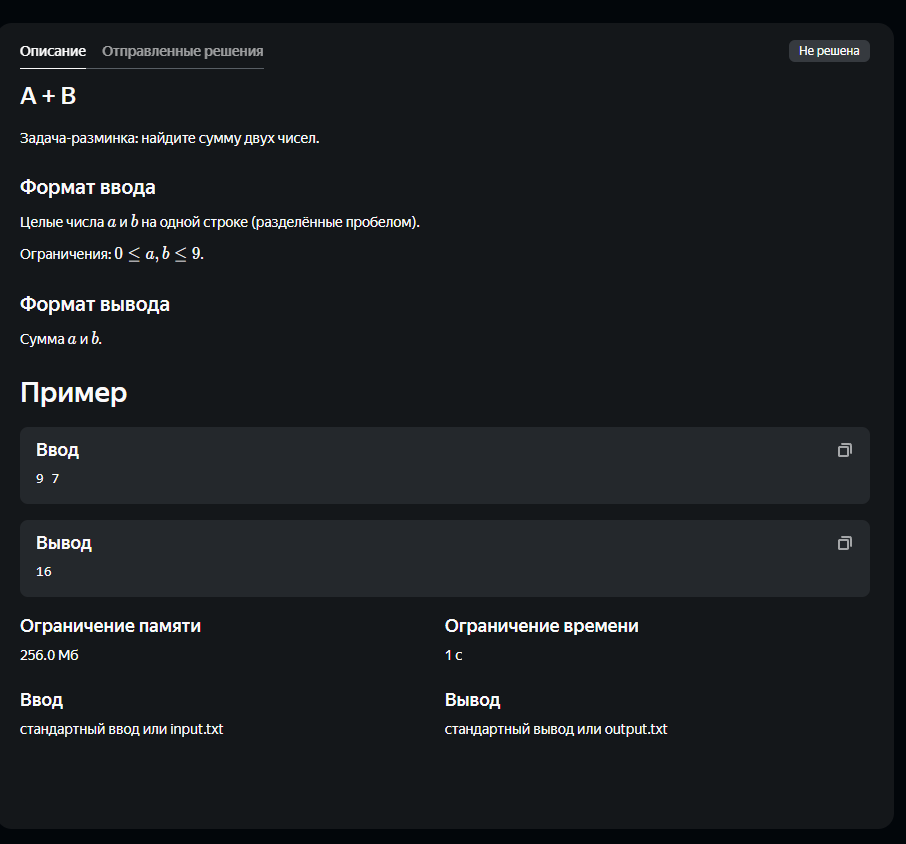 Описание Отправленные решения Не решена
A + B
Задача-разминка: найдите сумму двух чисел.
Формат ввода
Целые числа a и b на одной строке (разделённые пробелом).
Ограничения: 0 ≤ a, b ≤ 9.
Формат вывода
Сумма a и b.
Пример
Ввод
9 7
Вывод
16
Ограничение памяти Ограничение времени
256.0 Мб 1 с
Ввод Вывод
стандартный ввод или input.txt стандартный вывод или output.txt